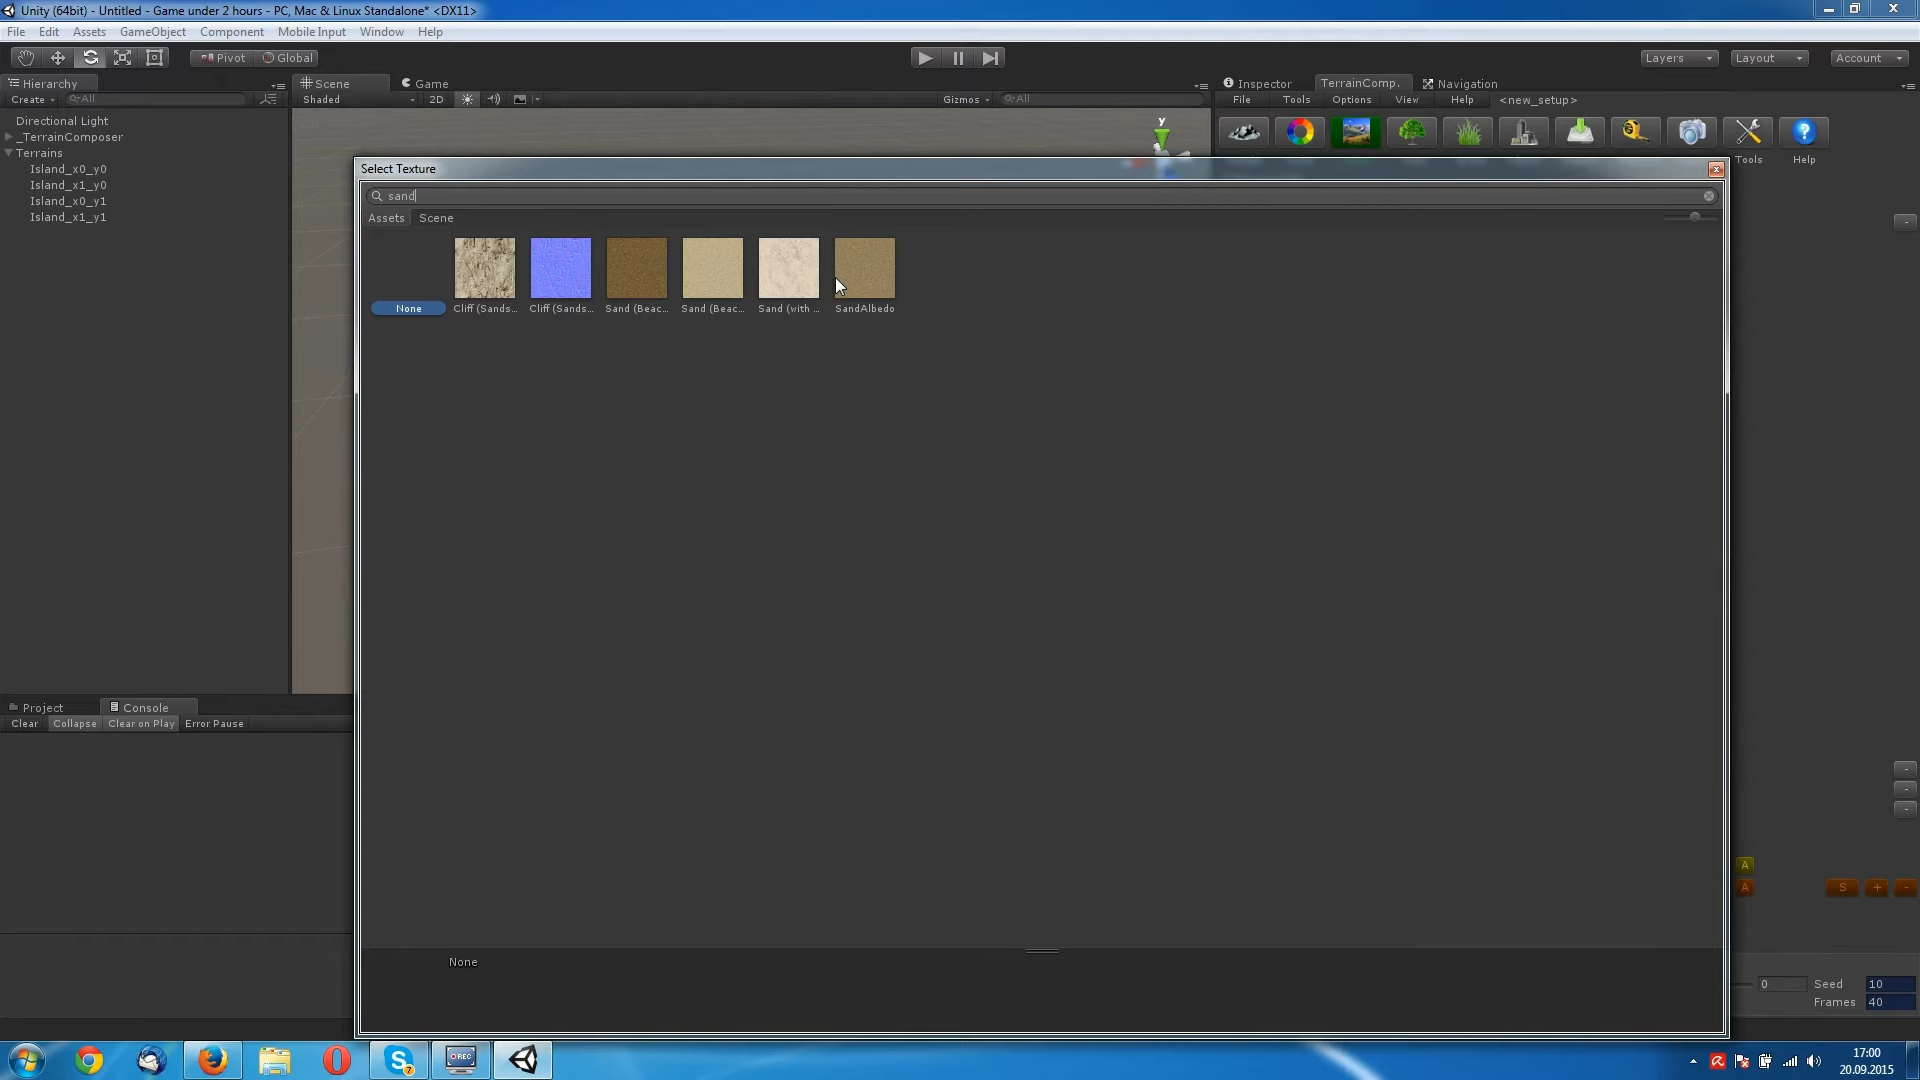 Unity (64bit) - Untitled - Game under 2 hours - PC, Mac & Linux Standalone* <DX11>
File Edit Assets GameObject Component Mobile Input Window Help
Pivot Global Layers Layout Account
Hierarchy Scene Game Inspector TerrainComp. Navigation
Create All Shaded 2D Gizmos All File Tools Options View Help <new_setup>
Directional Light
_TerrainComposer
Terrains
Island_x0_y0
Island_x1_y0
Island_x0_y1
Island_x1_y1
y
Tools Help
Select Texture
sand
Assets Scene
None Cliff (Sands... Cliff (Sands... Sand (Beac... Sand (Beac... Sand (with ... SandAlbedo
Project Console
Clear Collapse Clear on Play Error Pause
A
A S + -
None
0 Seed 10
Frames 40
REC
7
17:00
20.09.2015